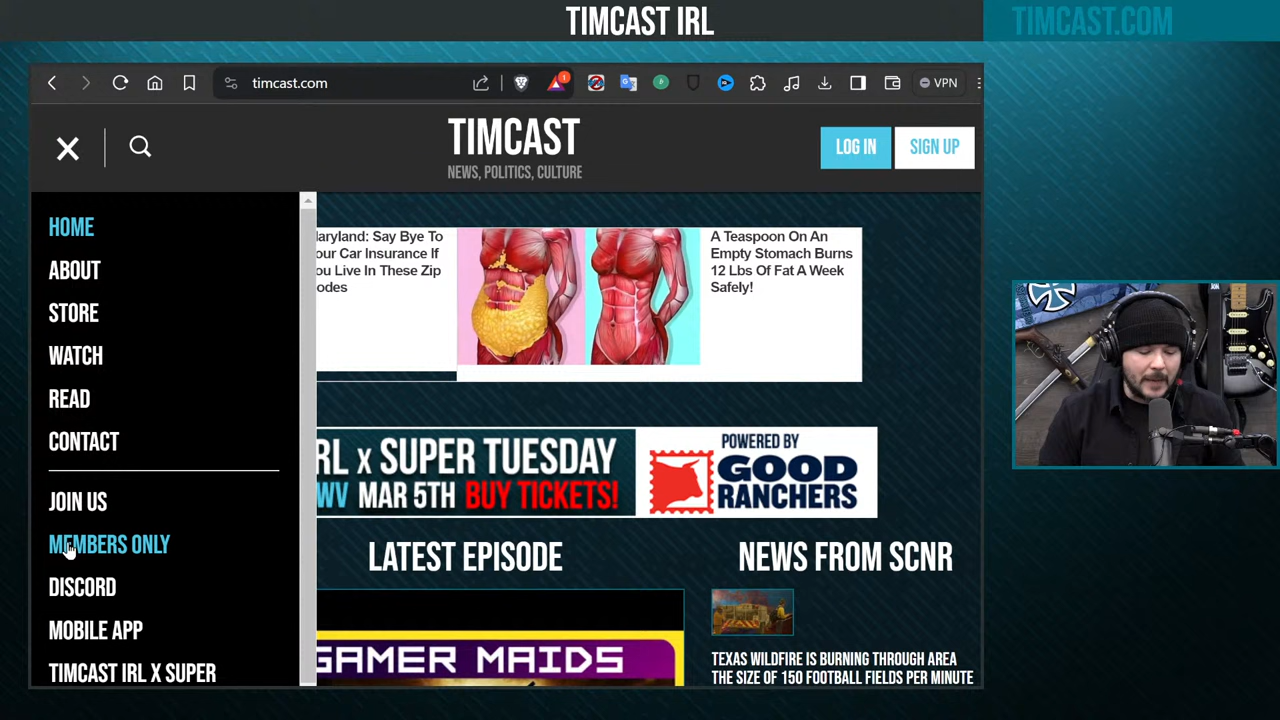 TIMCAST IRL
TIMCAST.COM
timcast.com
1
VPN
TIMCAST
NEWS, POLITICS, CULTURE
LOG IN
SIGN UP
HOME
ABOUT
STORE
WATCH
READ
CONTACT
JOIN US
MEMBERS ONLY
DISCORD
MOBILE APP
TIMCAST IRL X SUPER
aryland: Say Bye To
our Car Insurance If
ou Live In These Zip
odes
A Teaspoon On An
Empty Stomach Burns
12 Lbs Of Fat A Week
Safely!
RL x SUPER TUESDAY
WV MAR 5TH BUY TICKETS!
POWERED BY
GOOD
RANCHERS
LATEST EPISODE
GAMER MAIDS
NEWS FROM SCNR
TEXAS WILDFIRE IS BURNING THROUGH AREA
THE SIZE OF 150 FOOTBALL FIELDS PER MINUTE